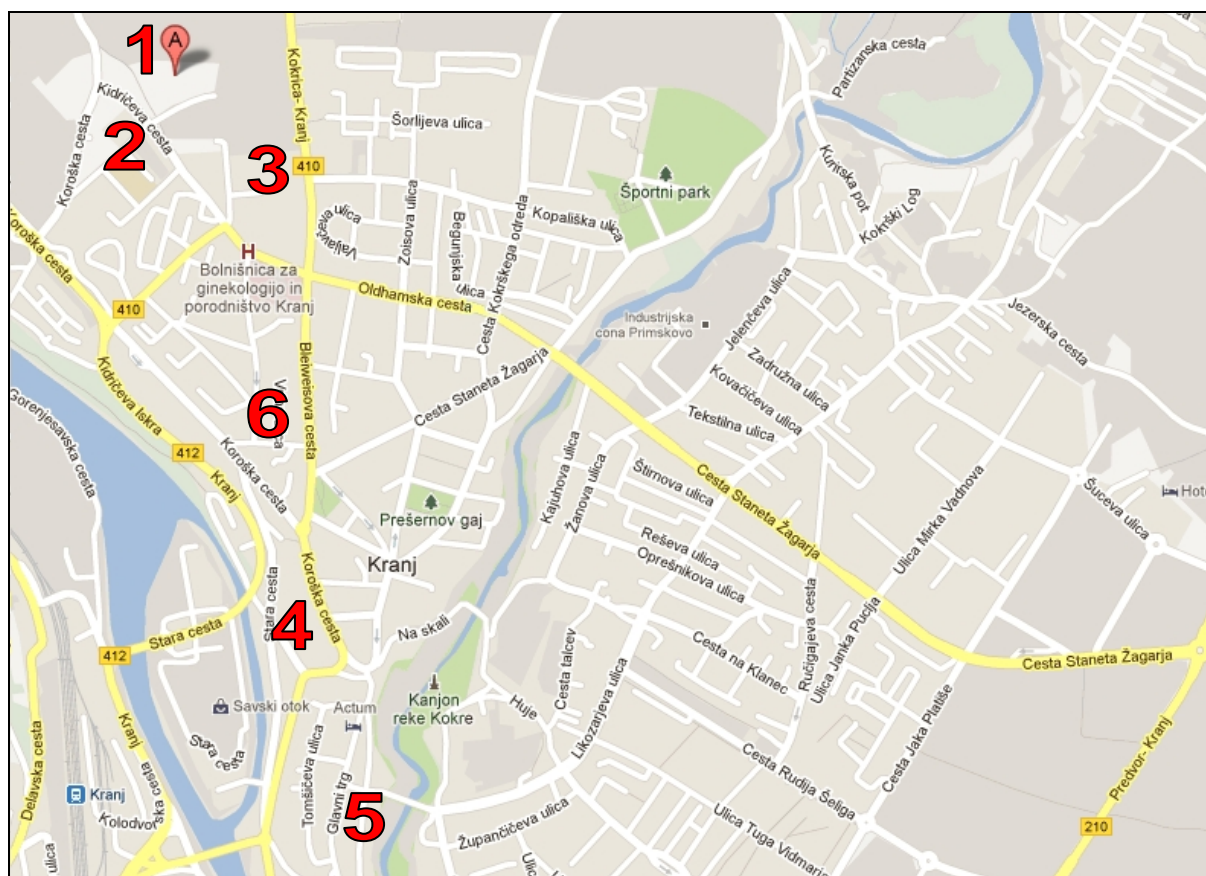 1
A
Kokrica- Kranj
Partizanska cesta
Kidričeva cesta
Koroška cesta
2
Šorlijeva ulica
3
410
Športni park
Kuritska pot
Kokrški Log
Valjavčeva ulica
Zoisova ulica
Begunjska ulica
Kopališka ulica
Cesta Kokrškega odreda
Koroška cesta
H
Bolnišnica za
ginekologijo in
porodništvo Kranj
Oldhamska cesta
410
Industrijska
cona Primskovo
Jelenčeva ulica
Jezerska cesta
Zadružna ulica
Kovačičeva ulica
Tekstilna ulica
Kidričeva Iskra
Bleiweisova cesta
Cesta Staneta Žagarja
Gorenjesavska cesta
6
412
Kranj
Koroška cesta
Kajuhova ulica
Žanova ulica
Štirnova ulica
Cesta Staneta Žagarja
Ulica Mirka Vadnova
Šuceva ulica
Hote
Prešernov gaj
Kranj
Reševa ulica
Oprešnikova ulica
Koroška cesta
Stara cesta
4
Stara cesta
412
Na skali
Cesta talcev
Cesta na Klanec
Ručigajeva cesta
Ulica Janka Puclja
Cesta Staneta Žagarja
Kanjon
reke Kokre
Huje
Likozarjeva ulica
Cesta Jaka Platiše
Savski otok
Actum
Stara cesta
Kranj
Delavska cesta
Tomšičeva ulica
Glavni trg
5
Cesta Rudija Šeliga
Predvor- Kranj
210
Kranj
Kolodvorska cesta
Župančičeva ulica
Ulica Tuga Vidmarja
ulica